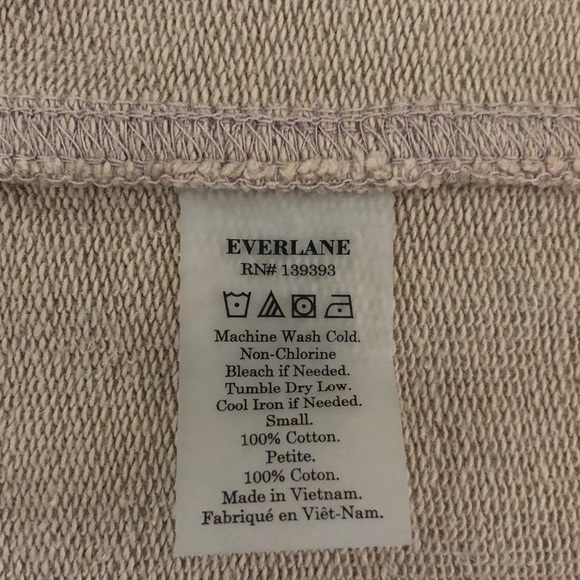 EVERLANE
RN# 139393
Machine Wash Cold.
Non-Chlorine
Bleach if Needed.
Tumble Dry Low.
Cool Iron if Needed.
Small.
100% Cotton.
Petite.
100% Coton.
Made in Vietnam.
Fabriqué en Viêt-Nam.